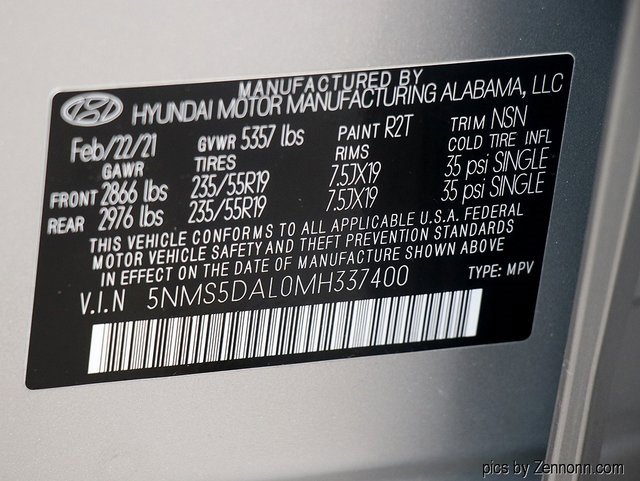 MANUFACTURED BY
HYUNDAI MOTOR MANUFACTURING ALABAMA, LLC
Feb/22/21 GVWR 5357 lbs PAINT R2T TRIM NSN
GAWR TIRES RIMS COLD TIRE INFL
FRONT 2866 lbs 235/55R19 7.5JX19 35 psi SINGLE
REAR 2976 lbs 235/55R19 7.5JX19 35 psi SINGLE
THIS VEHICLE CONFORMS TO ALL APPLICABLE U.S.A. FEDERAL
MOTOR VEHICLE SAFETY AND THEFT PREVENTION STANDARDS
IN EFFECT ON THE DATE OF MANUFACTURE SHOWN ABOVE
V.I.N 5NMS5DAL0MH337400 TYPE: MPV
pics by Zennonn.com